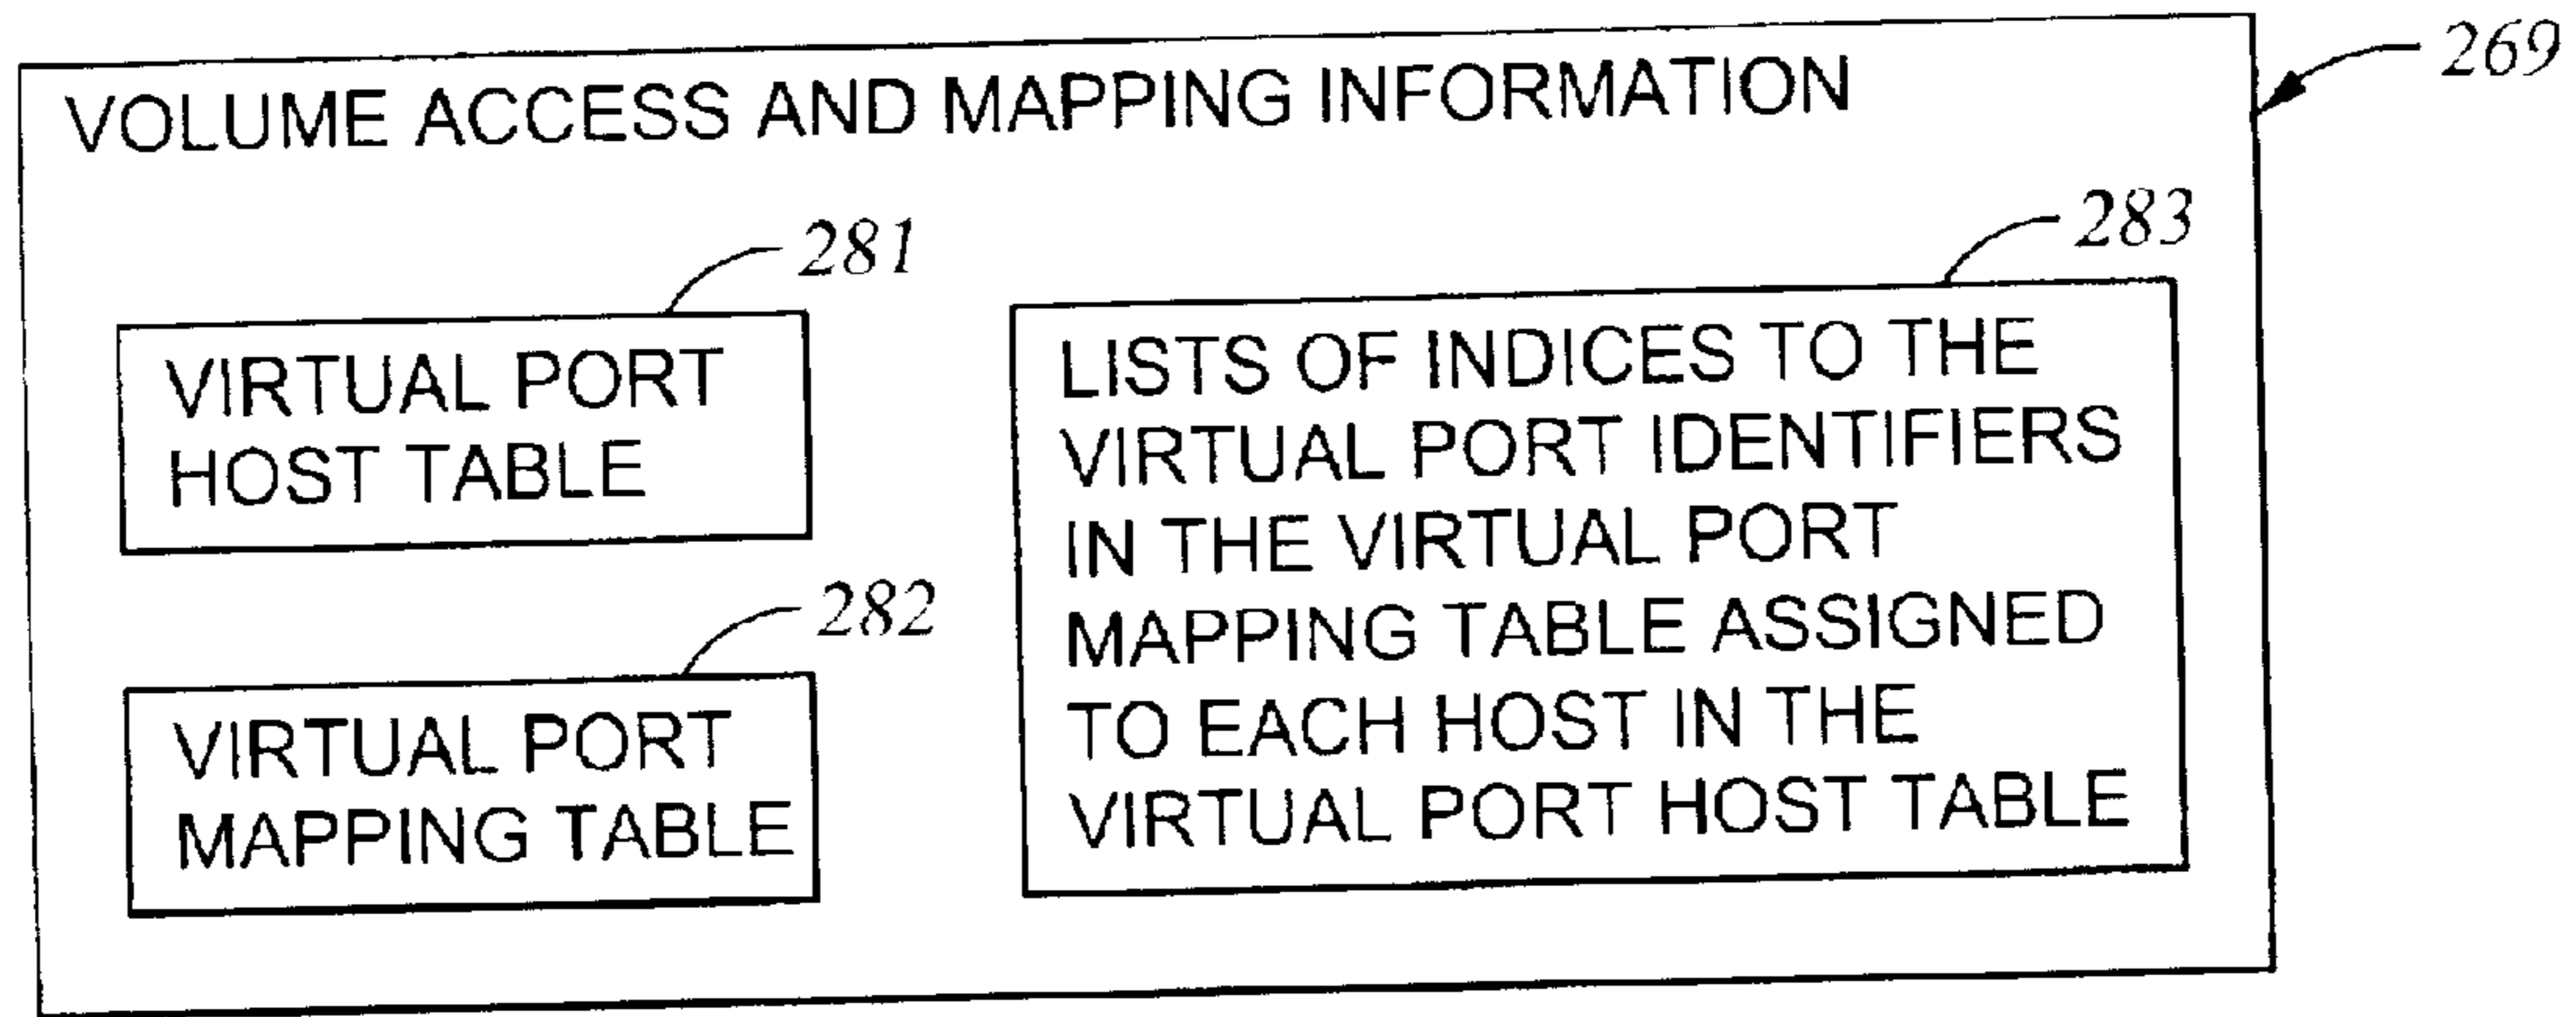 269
VOLUME ACCESS AND MAPPING INFORMATION
281
VIRTUAL PORT
HOST TABLE
282
VIRTUAL PORT
MAPPING TABLE
283
LISTS OF INDICES TO THE
VIRTUAL PORT IDENTIFIERS
IN THE VIRTUAL PORT
MAPPING TABLE ASSIGNED
TO EACH HOST IN THE
VIRTUAL PORT HOST TABLE